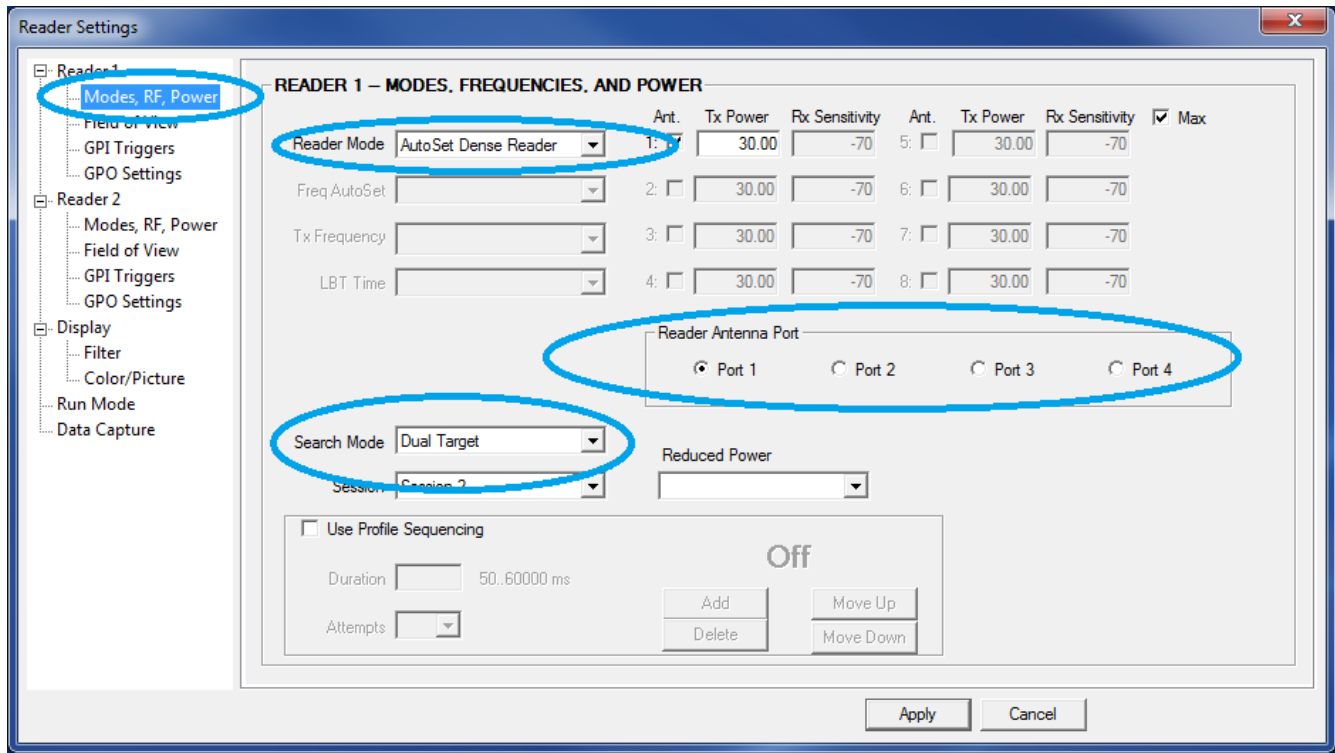 Reader Settings
Reader 1
Modes, RF, Power
Field of View
GPI Triggers
GPO Settings
Reader 2
Modes, RF, Power
Field of View
GPI Triggers
GPO Settings
Display
Filter
Color/Picture
Run Mode
Data Capture
READER 1 – MODES, FREQUENCIES, AND POWER
Ant. Tx Power Rx Sensitivity Ant. Tx Power Rx Sensitivity Max
Reader Mode AutoSet Dense Reader 1: 30.00 -70 5: 30.00 -70
Freq AutoSet 2: 30.00 -70 6: 30.00 -70
Tx Frequency 3: 30.00 -70 7: 30.00 -70
LBT Time 4: 30.00 -70 8: 30.00 -70
Reader Antenna Port
Port 1 Port 2 Port 3 Port 4
Search Mode Dual Target
Reduced Power
Session Session 2
Use Profile Sequencing
Off
Duration 50..60000 ms
Add Move Up
Attempts
Delete Move Down
Apply Cancel